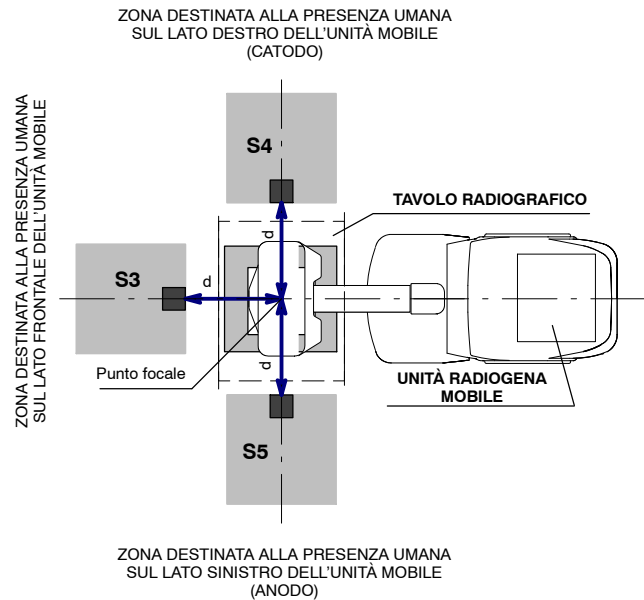 ZONA DESTINATA ALLA PRESENZA UMANA
SUL LATO DESTRO DELL'UNITÀ MOBILE
(CATODO)
ZONA DESTINATA ALLA PRESENZA UMANA
SUL LATO FRONTALE DELL'UNITÀ MOBILE
S4
TAVOLO RADIOGRAFICO
d
S3
d
Punto focale
d
UNITÀ RADIOGENA
MOBILE
S5
ZONA DESTINATA ALLA PRESENZA UMANA
SUL LATO SINISTRO DELL'UNITÀ MOBILE
(ANODO)